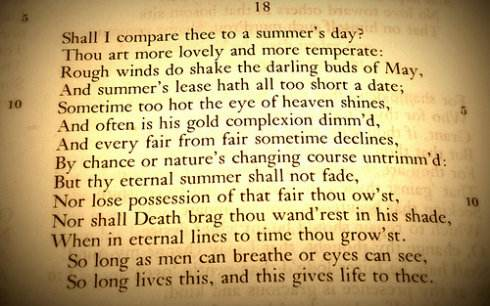 18
Shall I compare thee to a summer's day?
Thou art more lovely and more temperate:
Rough winds do shake the darling buds of May,
And summer's lease hath all too short a date;
Sometime too hot the eye of heaven shines,
And often is his gold complexion dimm'd,
And every fair from fair sometime declines,
By chance or nature's changing course untrimm'd:
But thy eternal summer shall not fade,
Nor lose possession of that fair thou ow'st,
Nor shall Death brag thou wand'rest in his shade,
When in eternal lines to time thou grow'st.
So long as men can breathe or eyes can see,
So long lives this, and this gives life to thee.
5
10
5
10